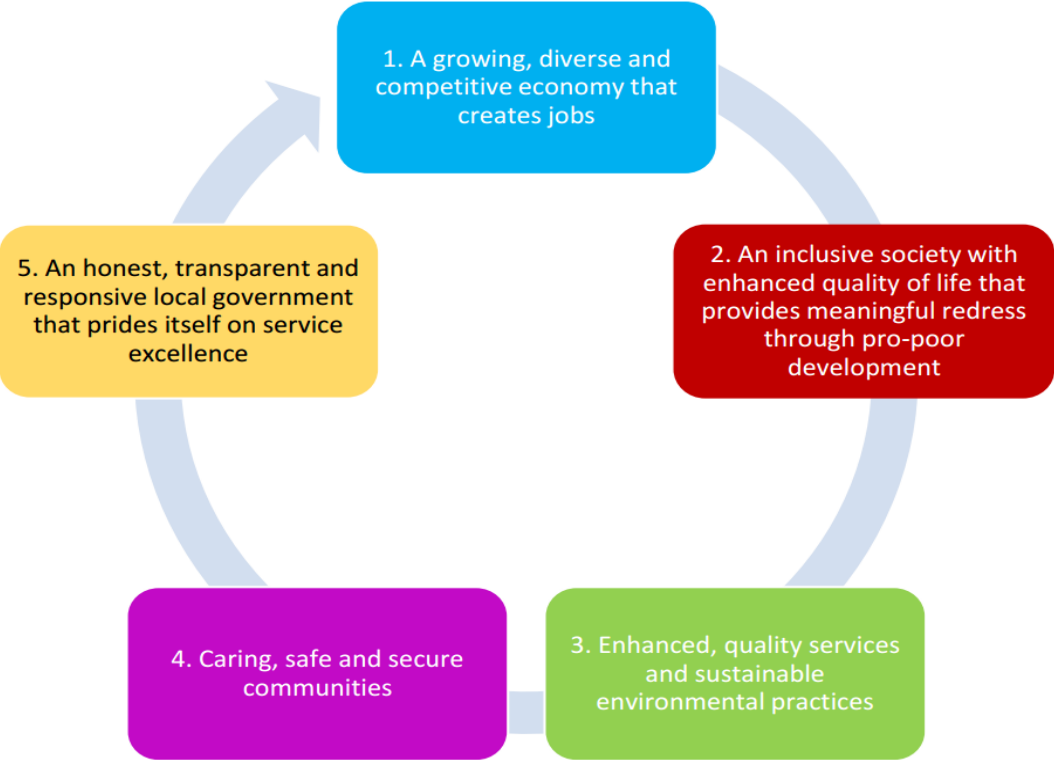 1. A growing, diverse and
competitive economy that
creates jobs
2. An inclusive society with
enhanced quality of life that
provides meaningful redress
through pro-poor
development
3. Enhanced, quality services
and sustainable
environmental practices
4. Caring, safe and secure
communities
5. An honest, transparent and
responsive local government
that prides itself on service
excellence